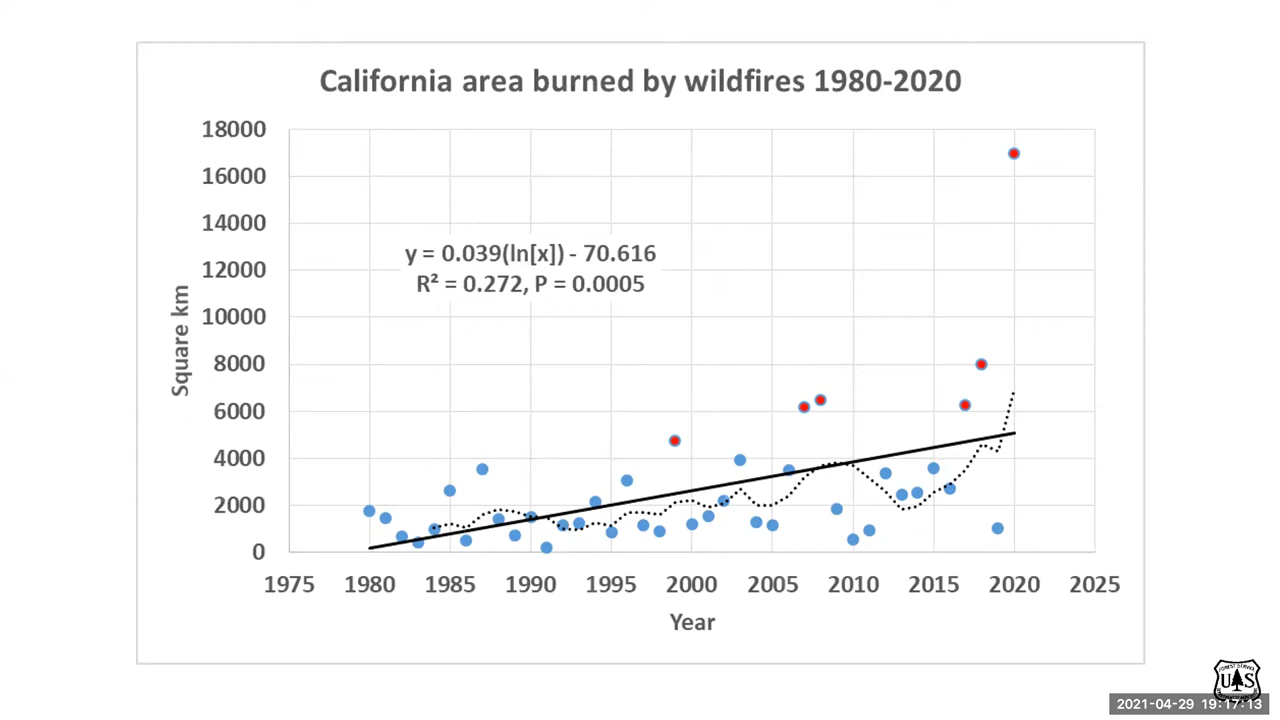 California area burned by wildfires 1980-2020
18000
16000
14000
12000
10000
8000
6000
4000
2000
0
Square km
y = 0.039(ln[x]) - 70.616
R² = 0.272, P = 0.0005
1975 1980 1985 1990 1995 2000 2005 2010 2015 2020 2025
Year
FOREST SERVICE
U S
2021-04-29 19:17:13